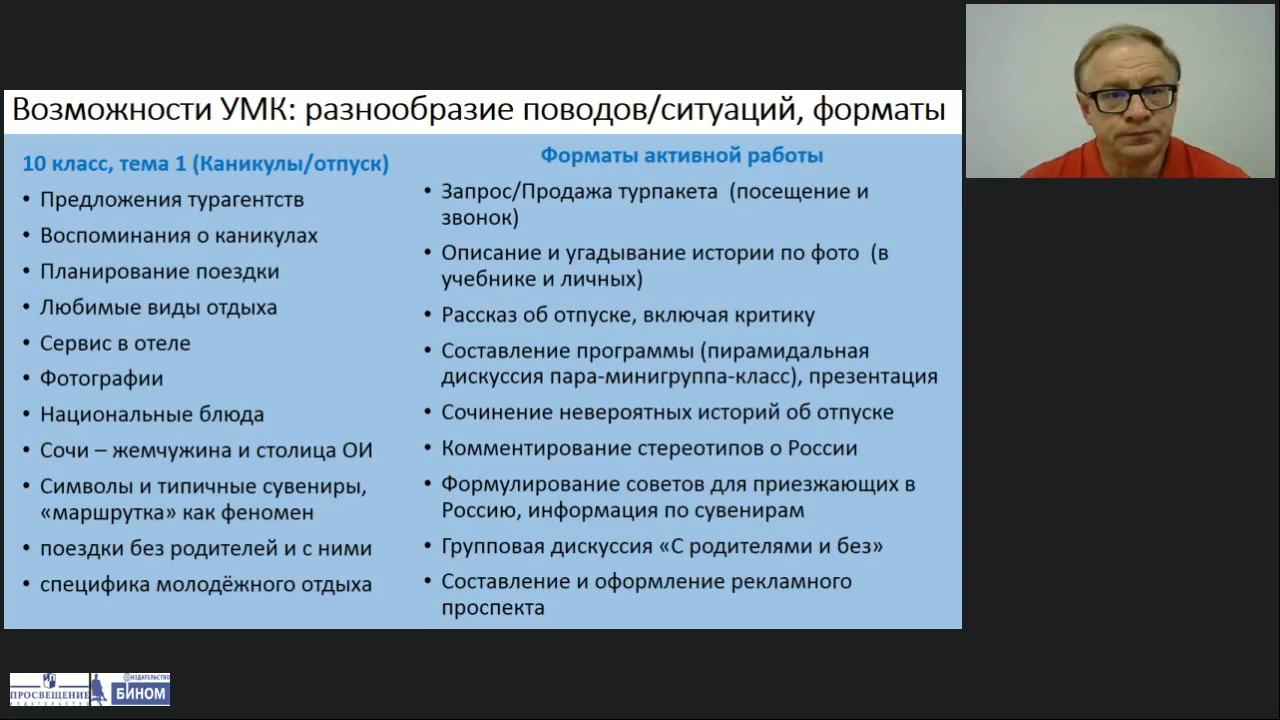 Возможности УМК: разнообразие поводов/ситуаций, форматы
10 класс, тема 1 (Каникулы/отпуск)
• Предложения турагентств
• Воспоминания о каникулах
• Планирование поездки
• Любимые виды отдыха
• Сервис в отеле
• Фотографии
• Национальные блюда
• Сочи – жемчужина и столица ОИ
• Символы и типичные сувениры,
«маршрутка» как феномен
• поездки без родителей и с ними
• специфика молодёжного отдыха
Форматы активной работы
• Запрос/Продажа турпакета (посещение и
звонок)
• Описание и угадывание истории по фото (в
учебнике и личных)
• Рассказ об отпуске, включая критику
• Составление программы (пирамидальная
дискуссия пара-минигруппа-класс), презентация
• Сочинение невероятных историй об отпуске
• Комментирование стереотипов о России
• Формулирование советов для приезжающих в
Россию, информация по сувенирам
• Групповая дискуссия «С родителями и без»
• Составление и оформление рекламного
проспекта
ПРОСВЕЩЕНИЕ
ИЗДАТЕЛЬСТВО
ИЗДАТЕЛЬСТВО
БИНОМ